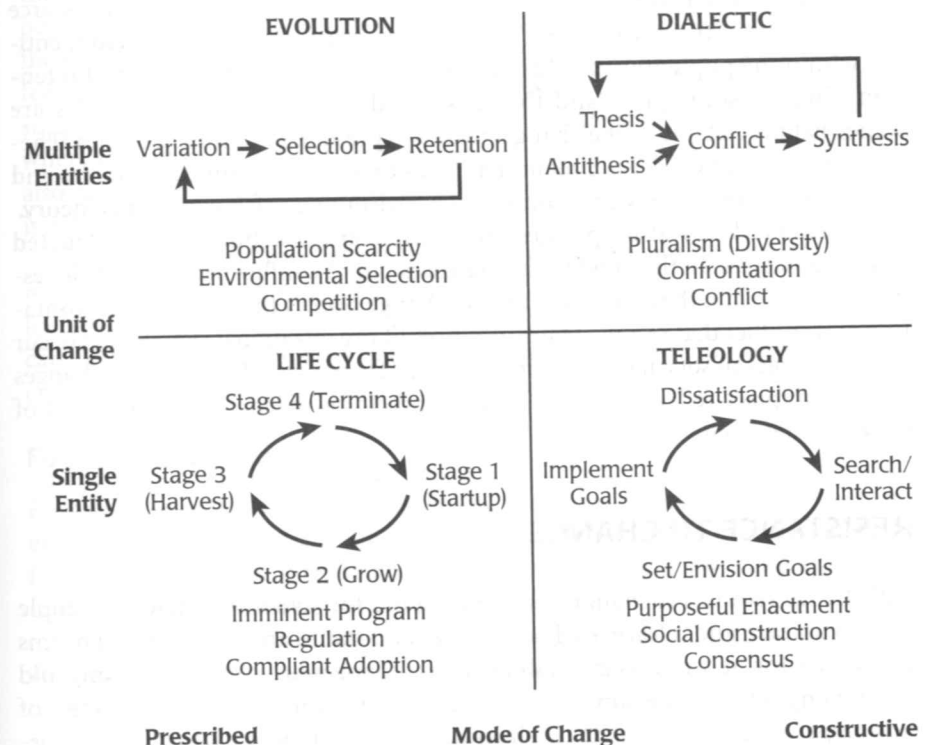 EVOLUTION
DIALECTIC
Multiple
Entities
Variation
Selection
Retention
Thesis
Antithesis
Conflict
Synthesis
Population Scarcity
Environmental Selection
Competition
Pluralism (Diversity)
Confrontation
Conflict
Unit of
Change
LIFE CYCLE
TELEOLOGY
Stage 4 (Terminate)
Dissatisfaction
Single
Entity
Stage 3
(Harvest)
Stage 1
(Startup)
Implement
Goals
Search/
Interact
Stage 2 (Grow)
Set/Envision Goals
Imminent Program
Regulation
Compliant Adoption
Purposeful Enactment
Social Construction
Consensus
Prescribed
Mode of Change
Constructive